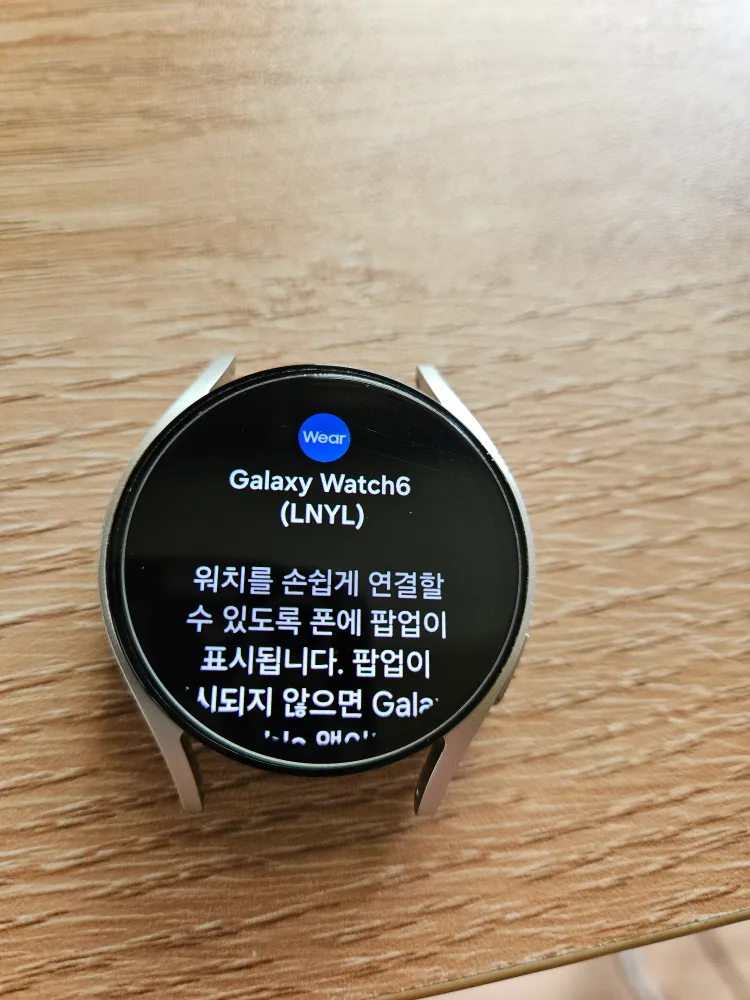 Wear
Galaxy Watch6
(LNYL)
워치를 손쉽게 연결할
수 있도록 폰에 팝업이
표시됩니다. 팝업이
시되지 않으면